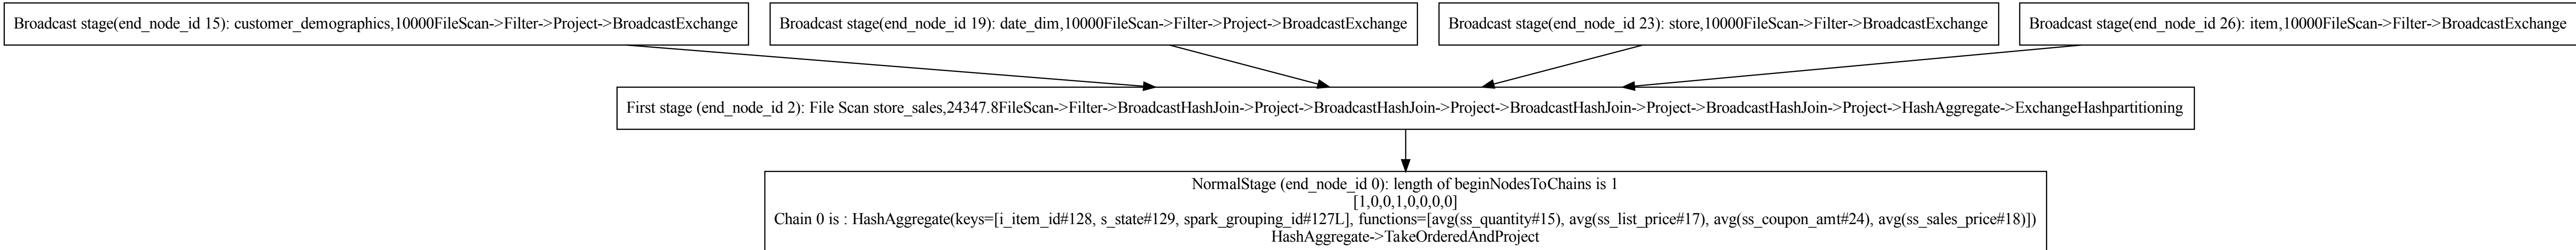 Broadcast stage(end_node_id 15): customer_demographics,10000FileScan->Filter->Project->BroadcastExchange
Broadcast stage(end_node_id 19): date_dim,10000FileScan->Filter->Project->BroadcastExchange
Broadcast stage(end_node_id 23): store,10000FileScan->Filter->BroadcastExchange
Broadcast stage(end_node_id 26): item,10000FileScan->Filter->BroadcastExchange
First stage (end_node_id 2): File Scan store_sales,24347.8FileScan->Filter->BroadcastHashJoin->Project->BroadcastHashJoin->Project->BroadcastHashJoin->Project->BroadcastHashJoin->Project->HashAggregate->ExchangeHashpartitioning
NormalStage (end_node_id 0): length of beginNodesToChains is 1
[1,0,0,1,0,0,0,0]
Chain 0 is : HashAggregate(keys=[i_item_id#128, s_state#129, spark_grouping_id#127L], functions=[avg(ss_quantity#15), avg(ss_list_price#17), avg(ss_coupon_amt#24), avg(ss_sales_price#18)])
HashAggregate->TakeOrderedAndProject